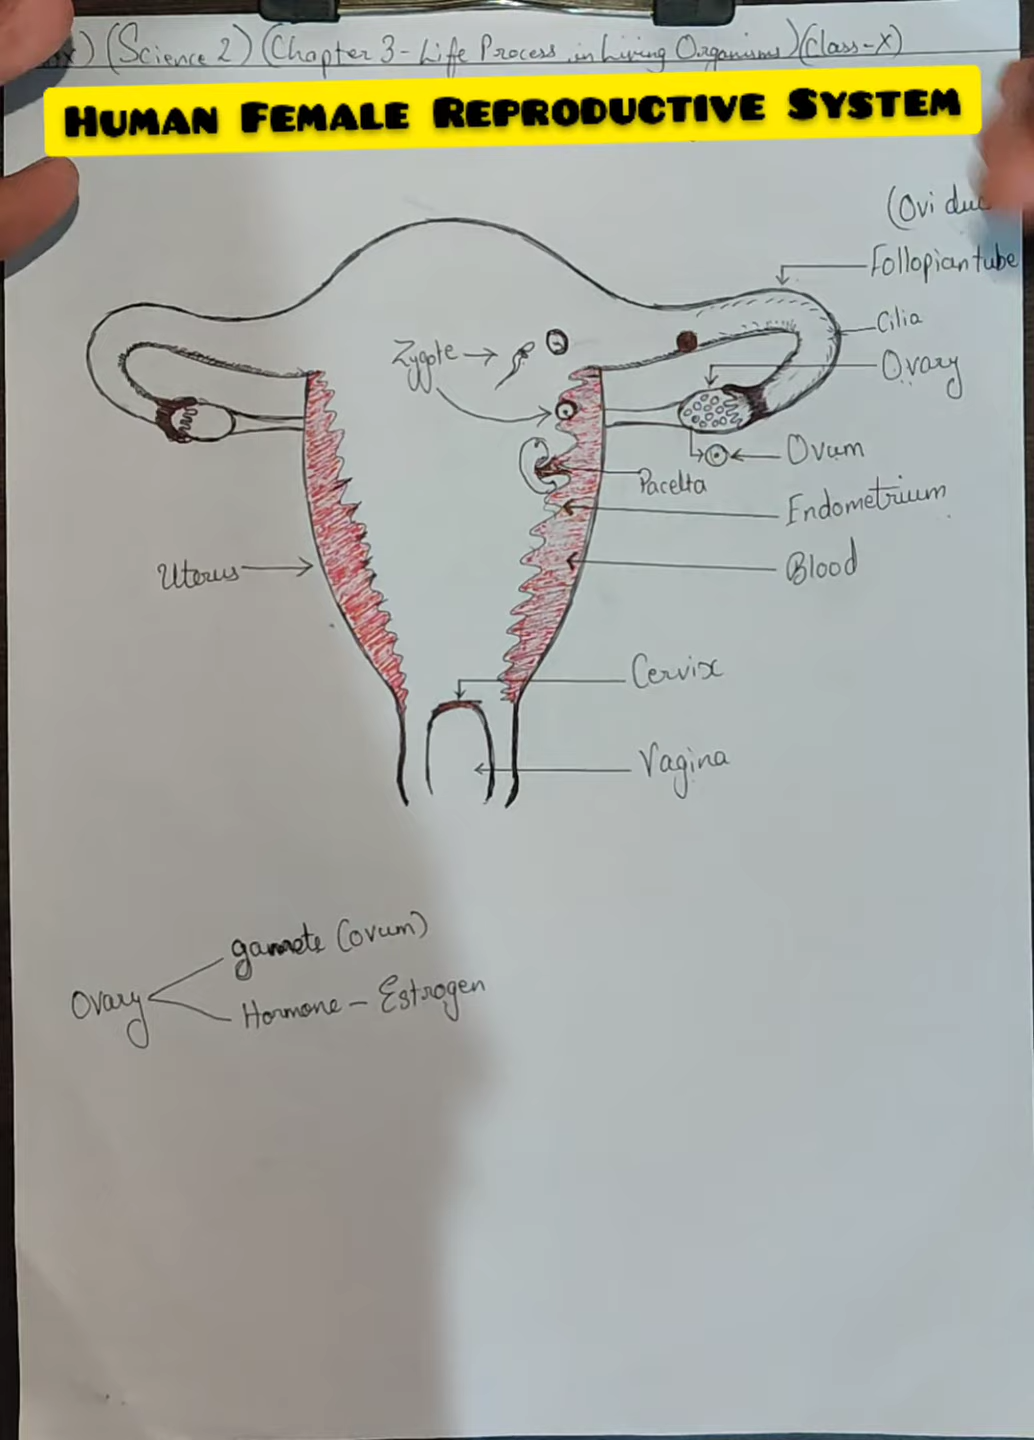 (Science 2) (Chapter 3 - Life Process in Living Organisms) (Class-X)
HUMAN FEMALE REPRODUCTIVE SYSTEM
(Ovi duc
Follopian tube
Cilia
Zygote
Ovary
Ovum
Pacelta
Endometrium
Uterus
Blood
Cervix
Vagina
gamete (ovum)
Ovary
Hormone - Estrogen